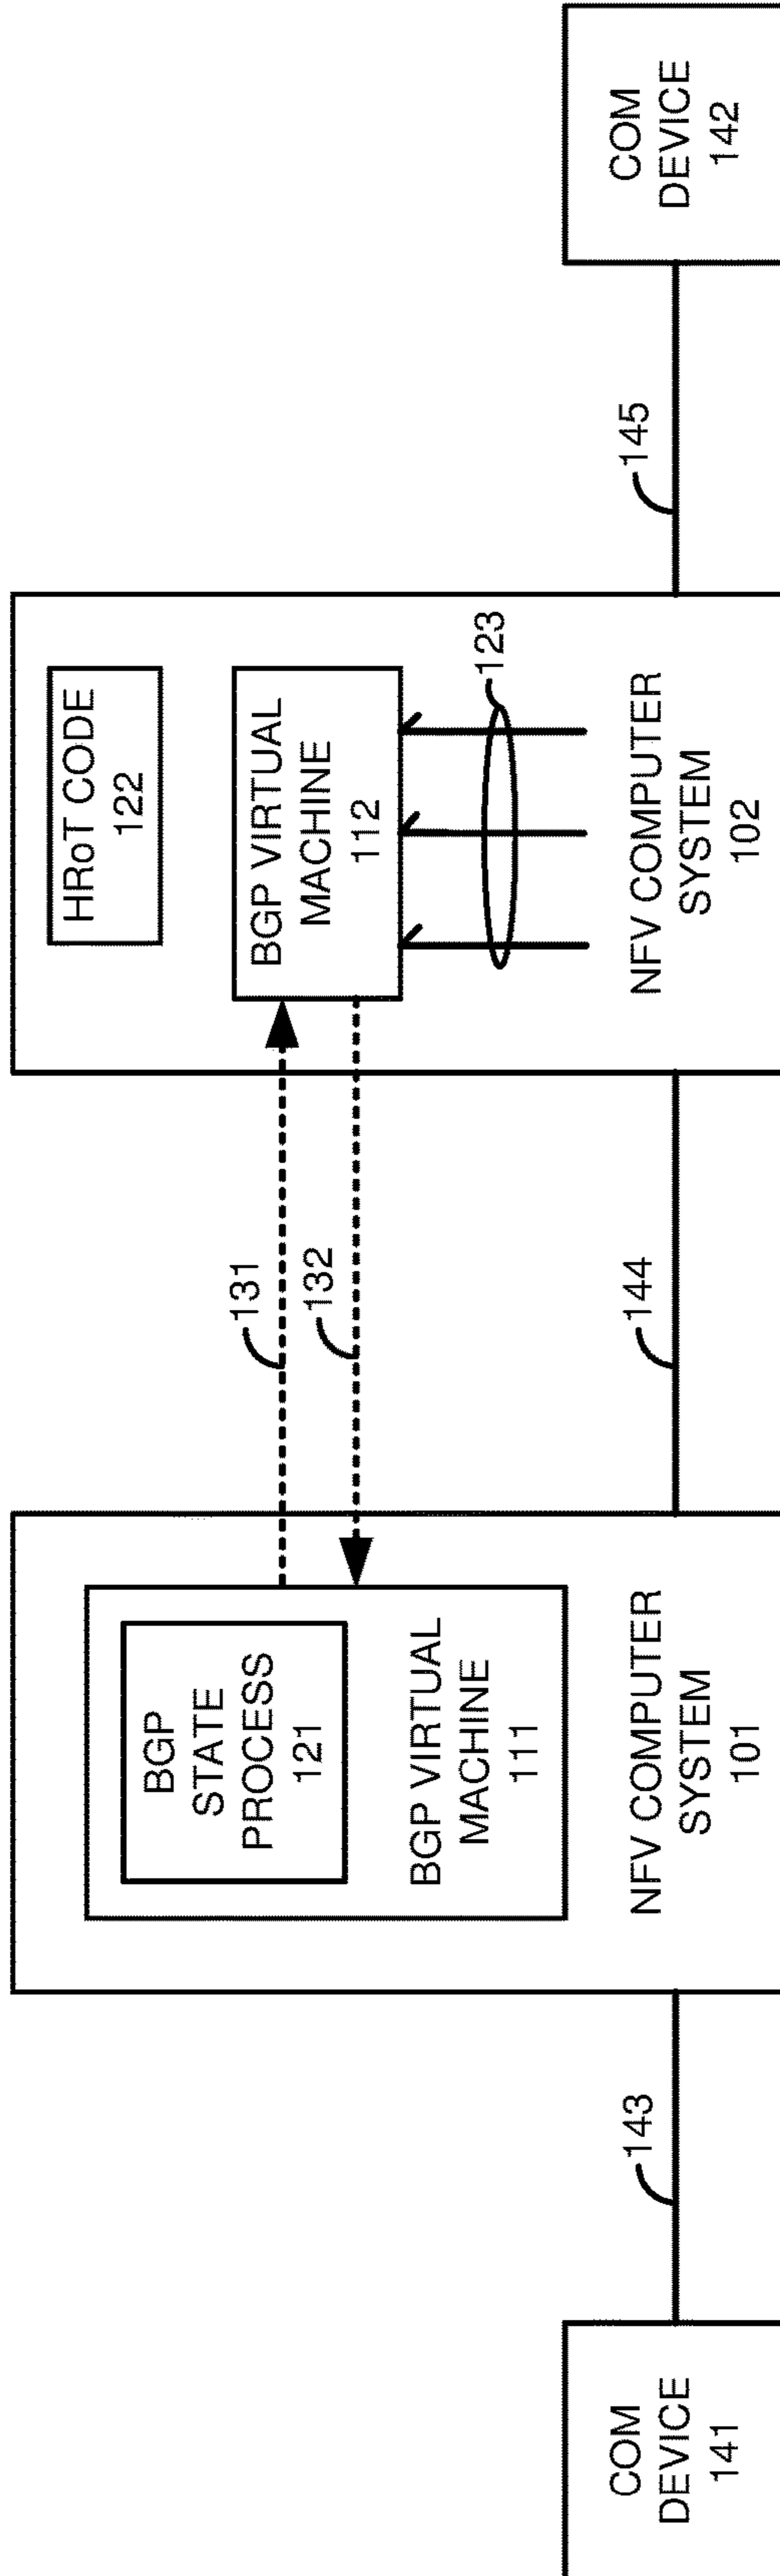 BGP
STATE
PROCESS
121
BGP VIRTUAL
MACHINE
111
NFV COMPUTER
SYSTEM
101
131
132
HRoT CODE
122
BGP VIRTUAL
MACHINE
112
123
NFV COMPUTER
SYSTEM
102
COM
DEVICE
141
143
144
145
COM
DEVICE
142